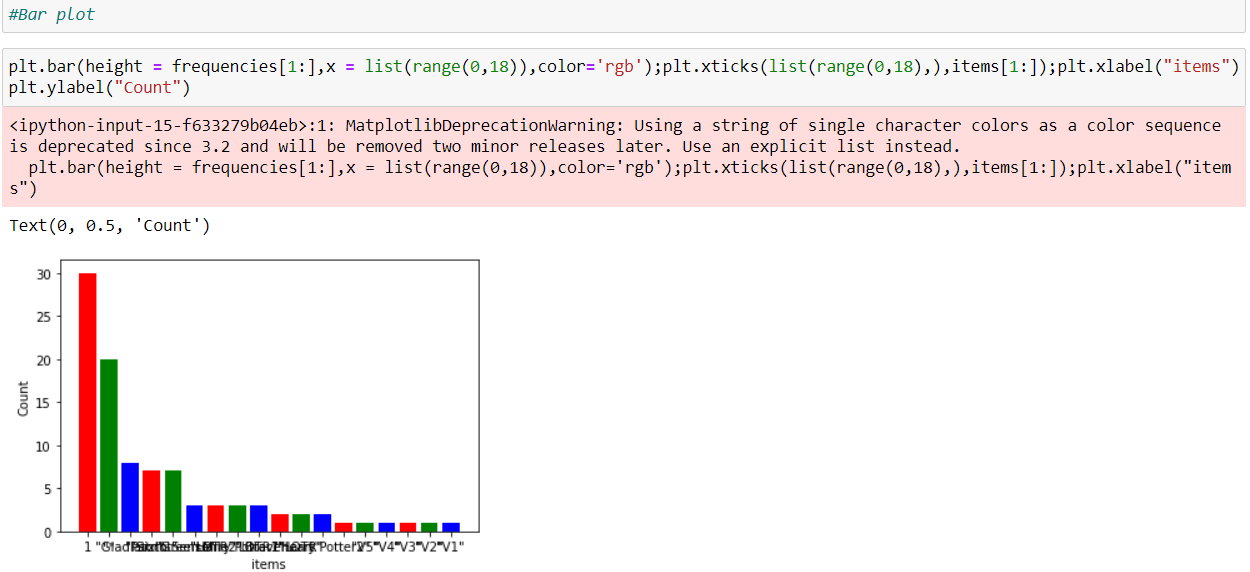 #Bar plot
plt.bar(height = frequencies[1:],x = list(range(0,18)),color='rgb');plt.xticks(list(range(0,18),),items[1:]);plt.xlabel("items")
plt.ylabel("Count")
<ipython-input-15-f633279b04eb>:1: MatplotlibDeprecationWarning: Using a string of single character colors as a color sequence
is deprecated since 3.2 and will be removed two minor releases later. Use an explicit list instead.
  plt.bar(height = frequencies[1:],x = list(range(0,18)),color='rgb');plt.xticks(list(range(0,18),),items[1:]);plt.xlabel("item
s")
Text(0, 0.5, 'Count')
30
25
20
15
10
5
0
Count
1 Potter2" "V5" "V4" "V3" "V2" "V1"
items